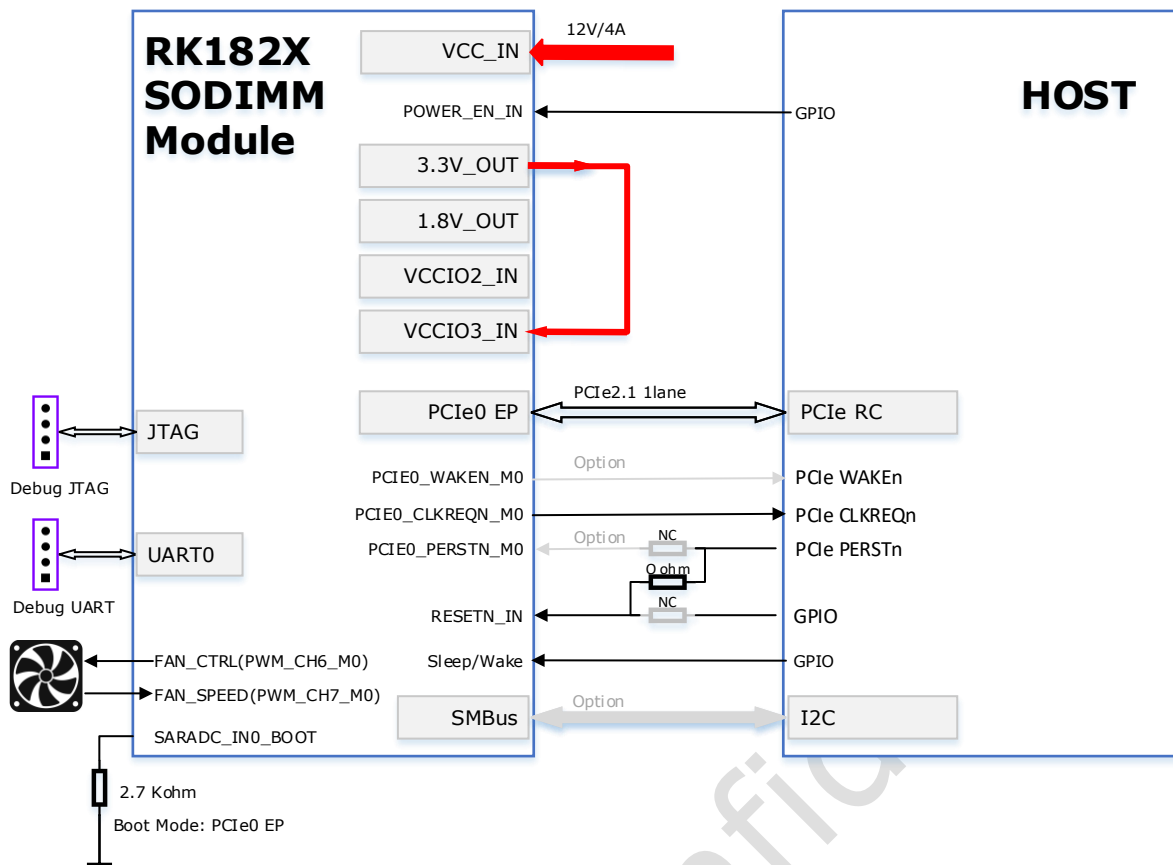 RK182X
SODIMM
Module
HOST
VCC_IN
12V/4A
POWER_EN_IN
GPIO
3.3V_OUT
1.8V_OUT
VCCIO2_IN
VCCIO3_IN
PCIe0 EP
PCIe2.1 1lane
PCIe RC
JTAG
Debug JTAG
PCIE0_WAKEN_M0
Option
PCIe WAKEn
PCIE0_CLKREQN_M0
PCIe CLKREQn
PCIE0_PERSTN_M0
Option
NC
PCIe PERSTn
0 ohm
UART0
Debug UART
RESETN_IN
NC
GPIO
FAN_CTRL(PWM_CH6_M0)
Sleep/Wake
GPIO
FAN_SPEED(PWM_CH7_M0)
SMBus
Option
I2C
SARADC_IN0_BOOT
2.7 Kohm
Boot Mode: PCIe0 EP